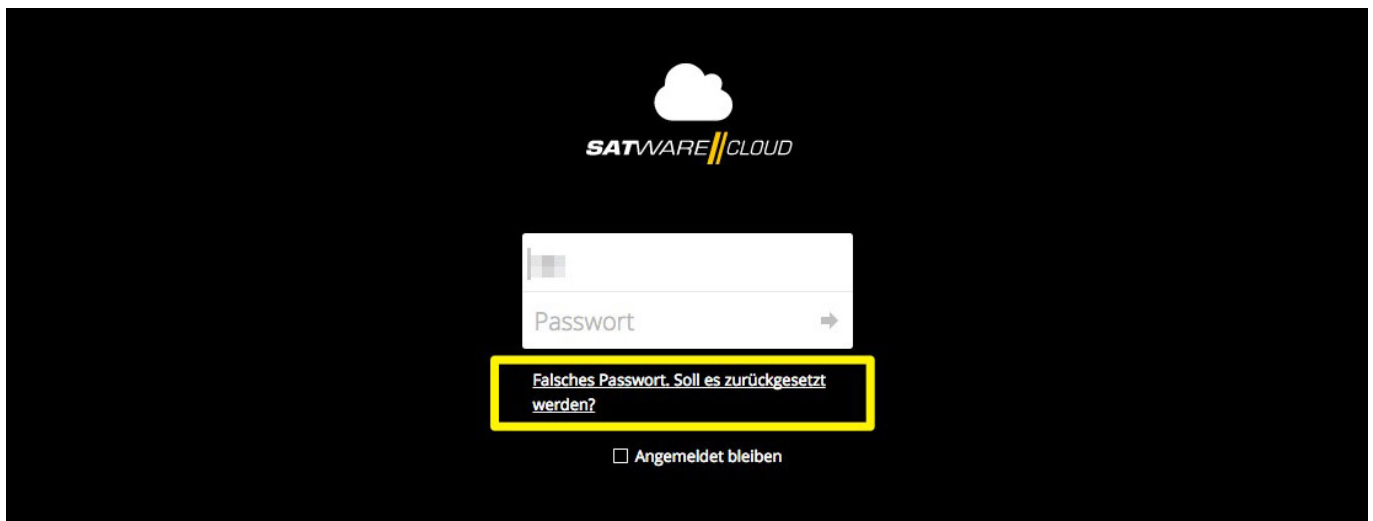 SATWARE//CLOUD
Passwort
Falsches Passwort. Soll es zurückgesetzt
werden?
Angemeldet bleiben